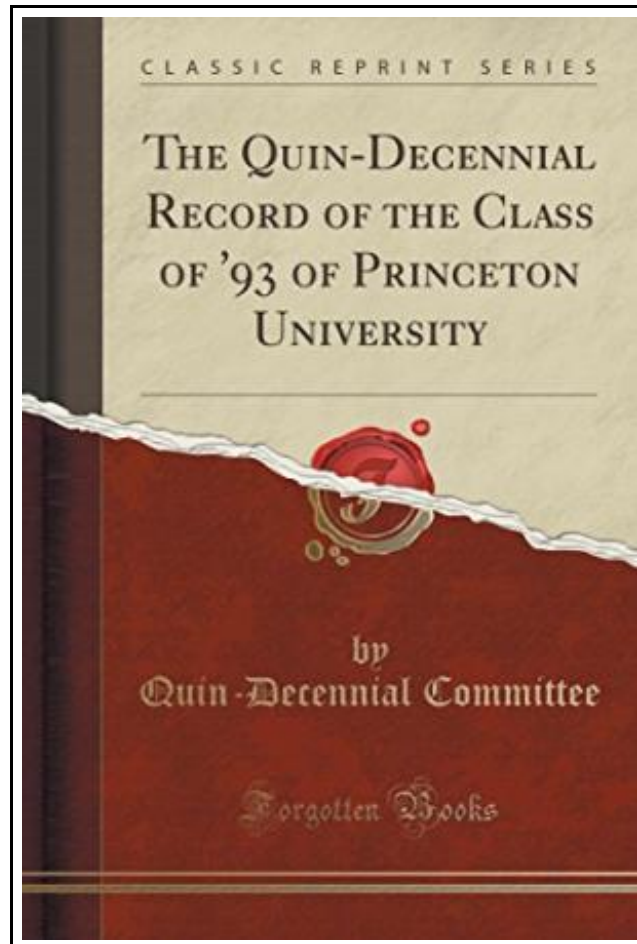 CLASSIC REPRINT SERIES
THE QUIN-DECENNIAL
RECORD OF THE CLASS
OF '93 OF PRINCETON
UNIVERSITY
F
by
Quin-Decennial Committee
Forgotten Books